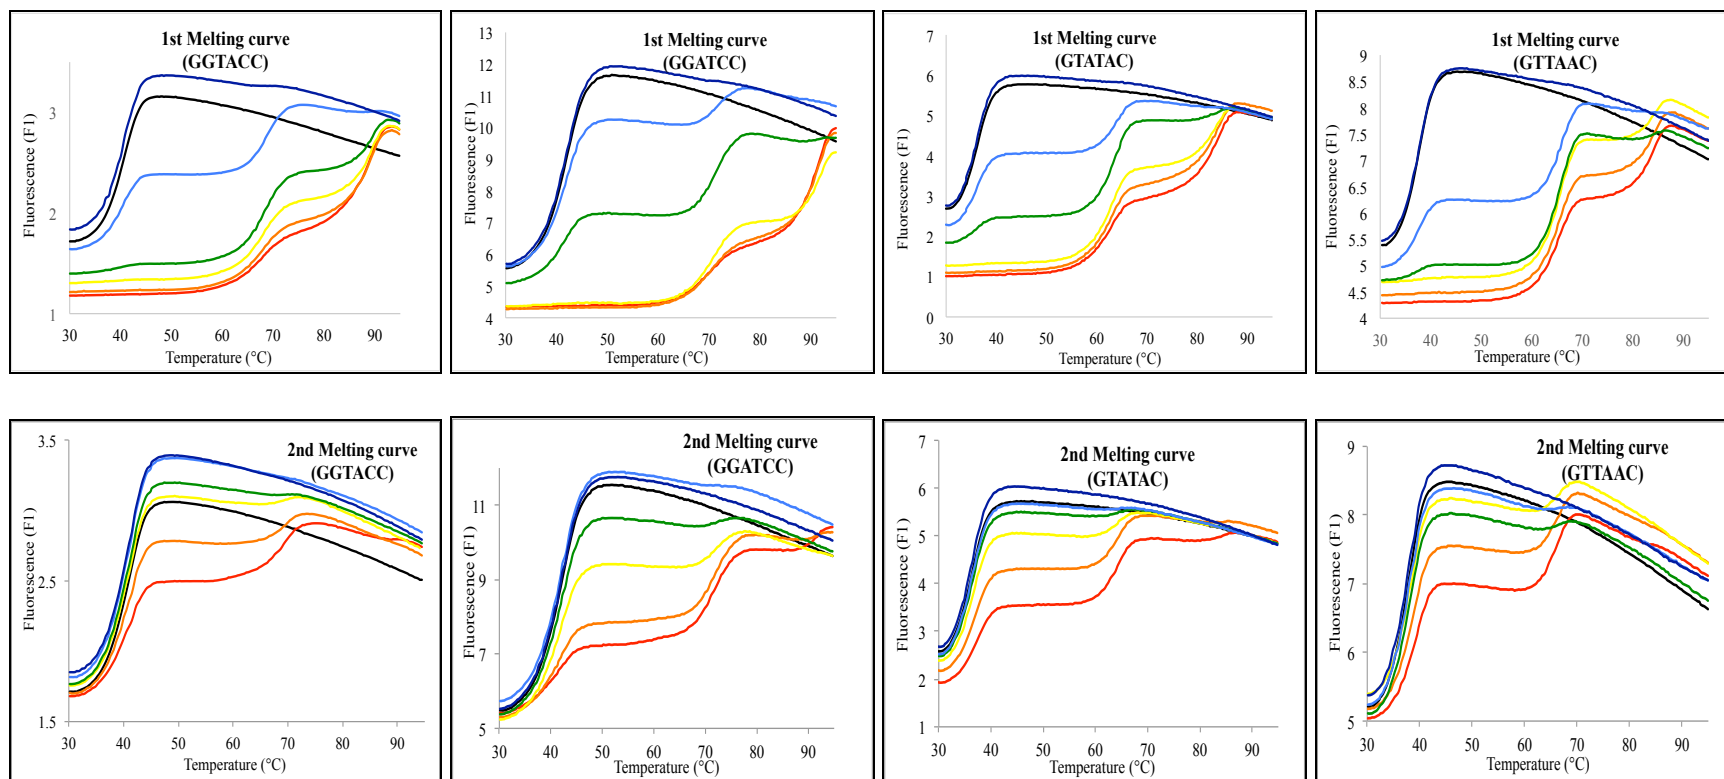 1st Melting curve
(GGTACC)
Fluorescence (F1)
3
2
1
30 40 50 60 70 80 90
Temperature (°C)
1st Melting curve
(GGATCC)
Fluorescence (F1)
13
12
11
10
9
8
7
6
5
4
30 40 50 60 70 80 90
Temperature (°C)
1st Melting curve
(GTATAC)
Fluorescence (F1)
7
6
5
4
3
2
1
0
30 40 50 60 70 80 90
Temperature (°C)
1st Melting curve
(GTTAAC)
Fluorescence (F1)
9
8.5
8
7.5
7
6.5
6
5.5
5
4.5
4
30 40 50 60 70 80 90
Temperature (°C)
2nd Melting curve
(GGTACC)
Fluorescence (F1)
3.5
2.5
1.5
30 40 50 60 70 80 90
Temperature (°C)
2nd Melting curve
(GGATCC)
Fluorescence (F1)
11
9
7
5
30 40 50 60 70 80 90
Temperature (°C)
2nd Melting curve
(GTATAC)
Fluorescence (F1)
7
6
5
4
3
2
1
30 40 50 60 70 80 90
Temperature (°C)
2nd Melting curve
(GTTAAC)
Fluorescence (F1)
9
8
7
6
5
30 40 50 60 70 80 90
Temperature (°C)